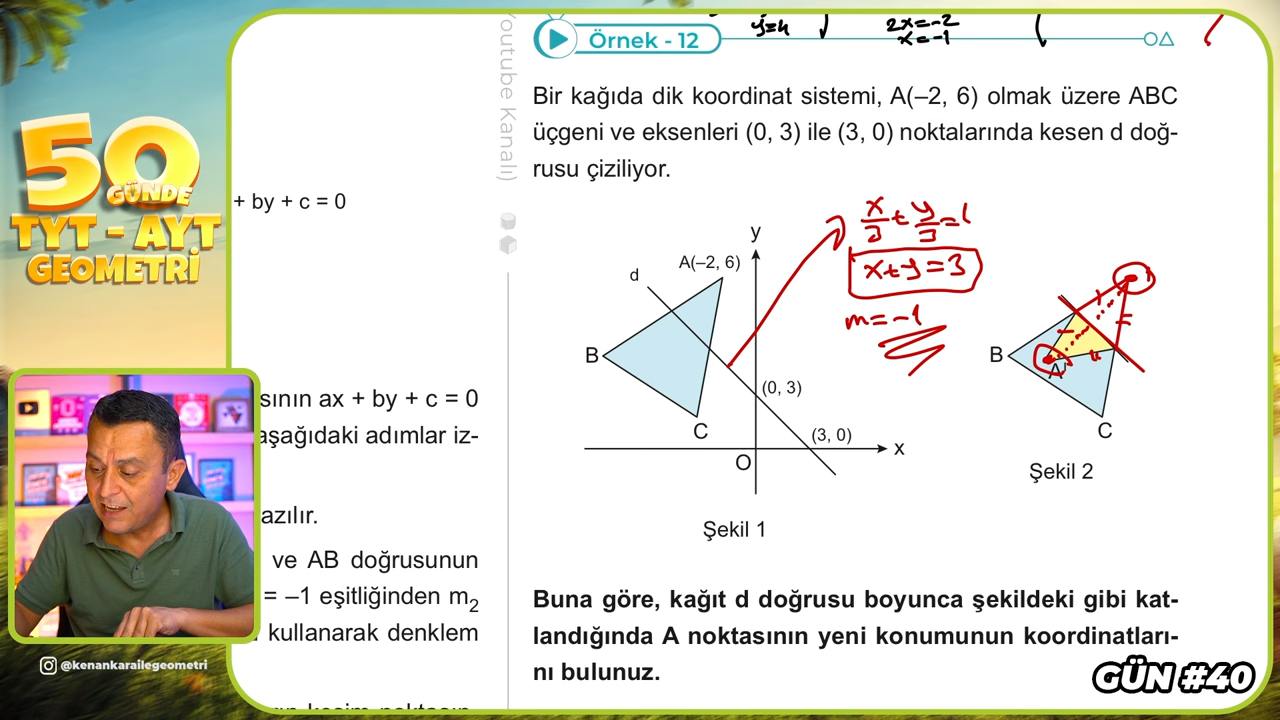 50
GÜNDE
TYT - AYT
GEOMETRİ
+ by + c = 0
sının ax + by + c = 0
aşağıdaki adımlar iz-
azılır.
ve AB doğrusunun
= –1 eşitliğinden m2
kullanarak denklem
@kenankarailegeometri
Youtube Kanalı)
y=4
2x=-2
x=-1
Örnek - 12
Bir kağıda dik koordinat sistemi, A(–2, 6) olmak üzere ABC
üçgeni ve eksenleri (0, 3) ile (3, 0) noktalarında kesen d doğ-
rusu çiziliyor.
x/3 + y/3 = 1
x+y=3
m=-1
y
A(–2, 6)
d
B
(0, 3)
C
(3, 0)
x
O
Şekil 1
B
A'
C
Şekil 2
Buna göre, kağıt d doğrusu boyunca şekildeki gibi kat-
landığında A noktasının yeni konumunun koordinatları-
nı bulunuz.
GÜN #40